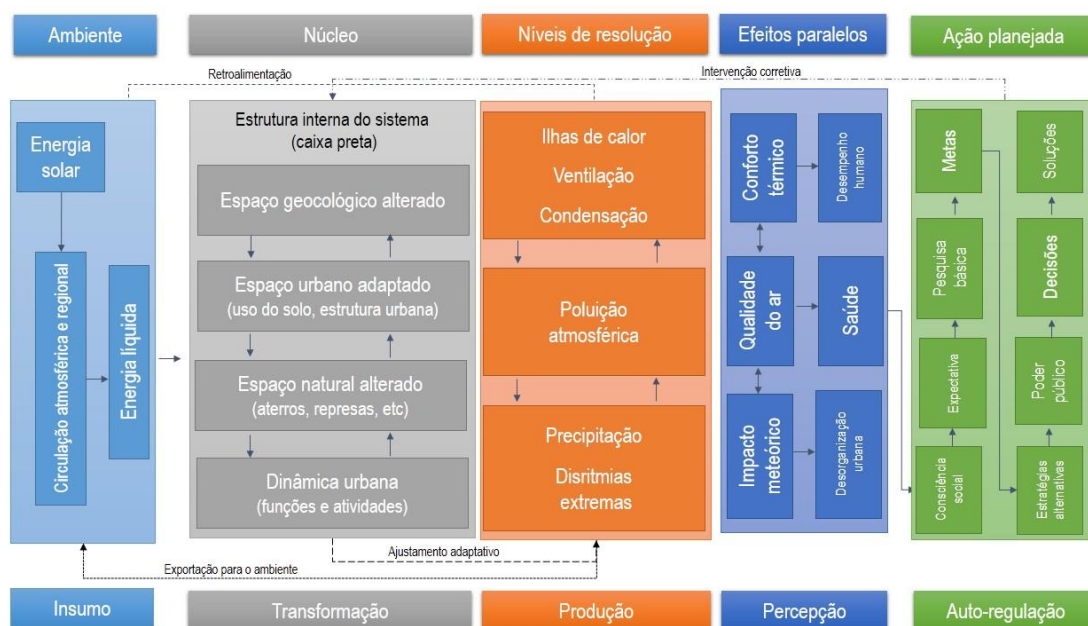 Ambiente
Núcleo
Níveis de resolução
Efeitos paralelos
Ação planejada
Retroalimentação
Intervenção corretiva
Energia
solar
Circulação atmosférica e regional
Energia líquida
Estrutura interna do sistema
(caixa preta)
Espaço geocológico alterado
Espaço urbano adaptado
(uso do solo, estrutura urbana)
Espaço natural alterado
(aterros, represas, etc)
Dinâmica urbana
(funções e atividades)
Ilhas de calor
Ventilação
Condensação
Poluição
atmosférica
Precipitação
Disritmias
extremas
Conforto
térmico
Desempenho
humano
Qualidade
do ar
Saúde
Impacto
meteórico
Desorganização
urbana
Metas
Pesquisa
básica
Expectativa
Consciência
social
Soluções
Decisões
Poder
público
Estratégias
alternativas
Ajustamento adaptativo
Exportação para o ambiente
Insumo
Transformação
Produção
Percepção
Auto-regulação